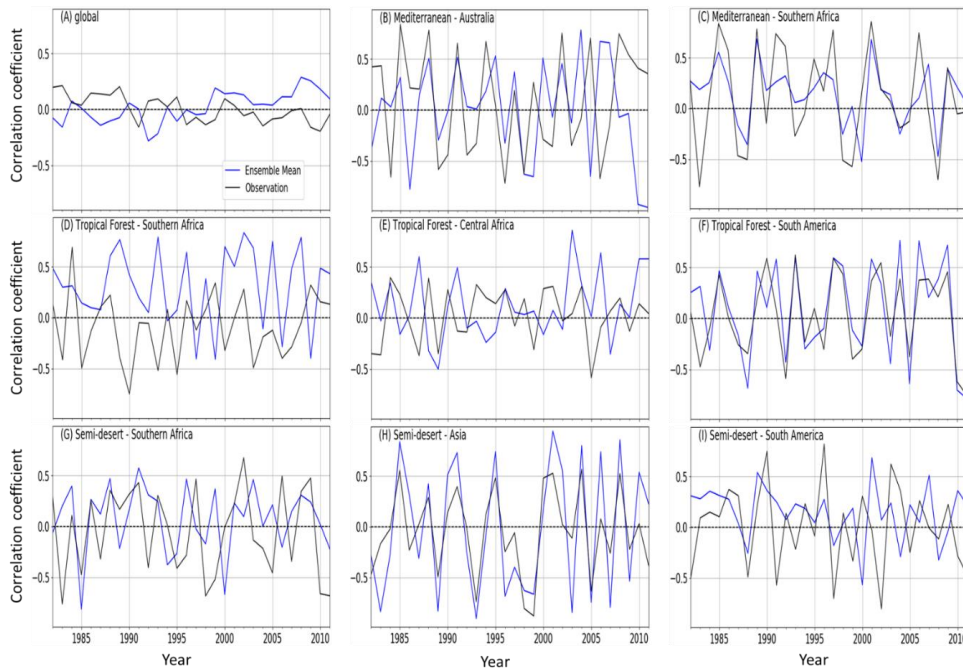 (A) global
(B) Mediterranean - Australia
(C) Mediterranean - Southern Africa
Correlation coefficient
0.5
0.0
−0.5
Ensemble Mean
Observation
0.5
0.0
−0.5
0.5
0.0
−0.5
(D) Tropical Forest - Southern Africa
(E) Tropical Forest - Central Africa
(F) Tropical Forest - South America
Correlation coefficient
0.5
0.0
−0.5
0.5
0.0
−0.5
0.5
0.0
−0.5
(G) Semi-desert - Southern Africa
(H) Semi-desert - Asia
(I) Semi-desert - South America
Correlation coefficient
0.5
0.0
−0.5
0.5
0.0
−0.5
0.5
0.0
−0.5
1985 1990 1995 2000 2005 2010
1985 1990 1995 2000 2005 2010
1985 1990 1995 2000 2005 2010
Year
Year
Year